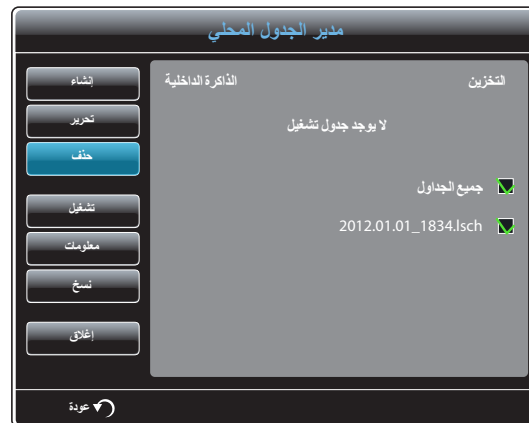 مدير الجدول المحلي
التخزين
الذاكرة الداخلية
لا يوجد جدول تشغيل
جميع الجداول
2012.01.01_1834.lsch
إنشاء
تحرير
حذف
تشغيل
معلومات
نسخ
إغلاق
عودة